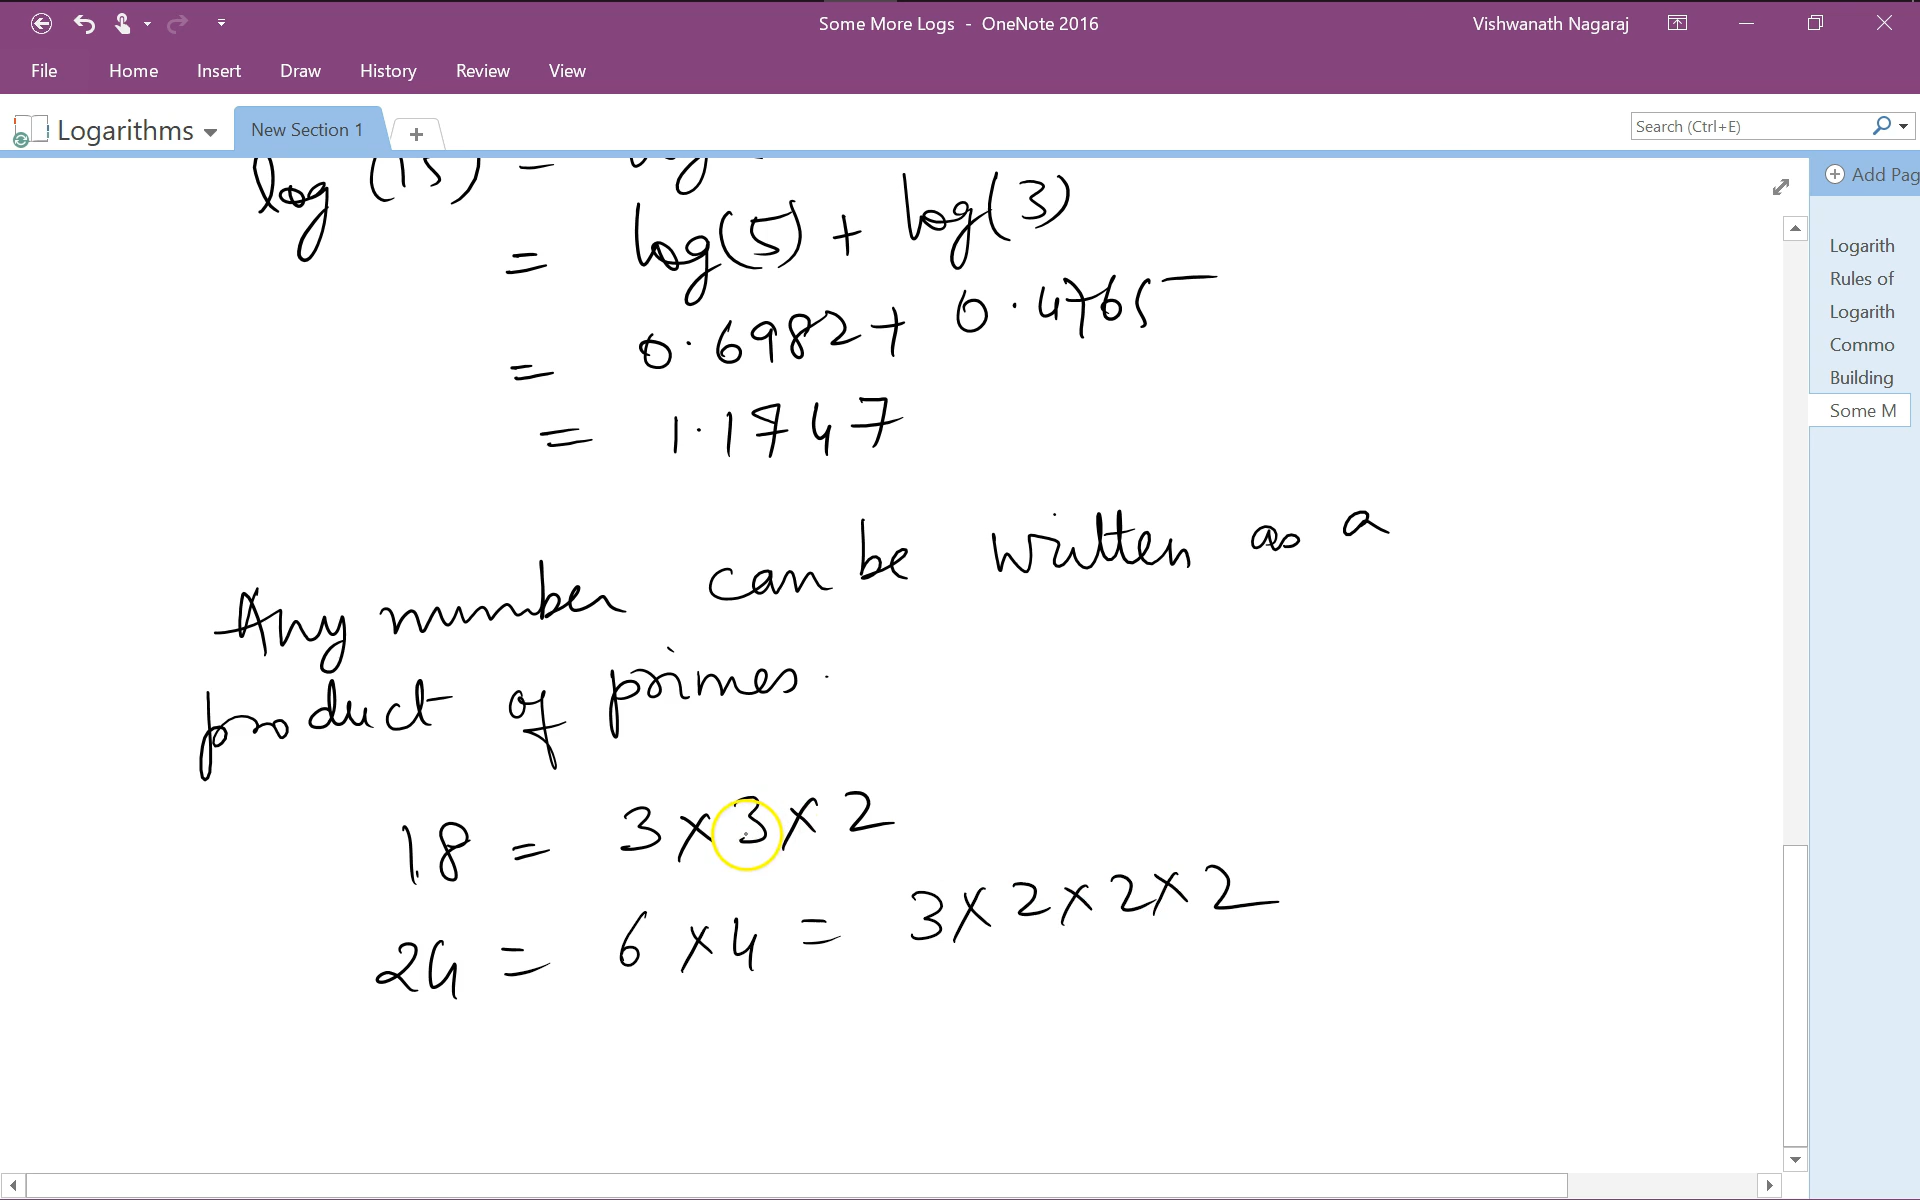 Some More Logs - OneNote 2016
Vishwanath Nagaraj
File Home Insert Draw History Review View
Logarithms
New Section 1
+
Search (Ctrl+E)
Add Pag
Logarith
Rules of
Logarith
Commo
Building
Some M
log (15) = log
= log(5) + log(3)
= 0.6982 + 0.4765
= 1.1747
Any number can be written as a
product of primes.
18 = 3 × 3 × 2
24 = 6 × 4 = 3 × 2 × 2 × 2